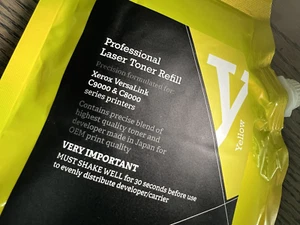 Professional
Laser Toner Refill
Precision formulated for:
Xerox VersaLink
C9000 & C8000
series printers
Contains precise blend of
highest quality toner and
developer made in Japan for
OEM print quality
VERY IMPORTANT
MUST SHAKE WELL for 30 seconds before use
to evenly distribute developer/carrier
Y
Yellow